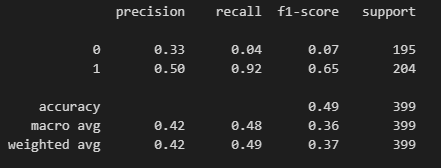 precision recall f1-score support
0 0.33 0.04 0.07 195
1 0.50 0.92 0.65 204
accuracy 0.49 399
macro avg 0.42 0.48 0.36 399
weighted avg 0.42 0.49 0.37 399